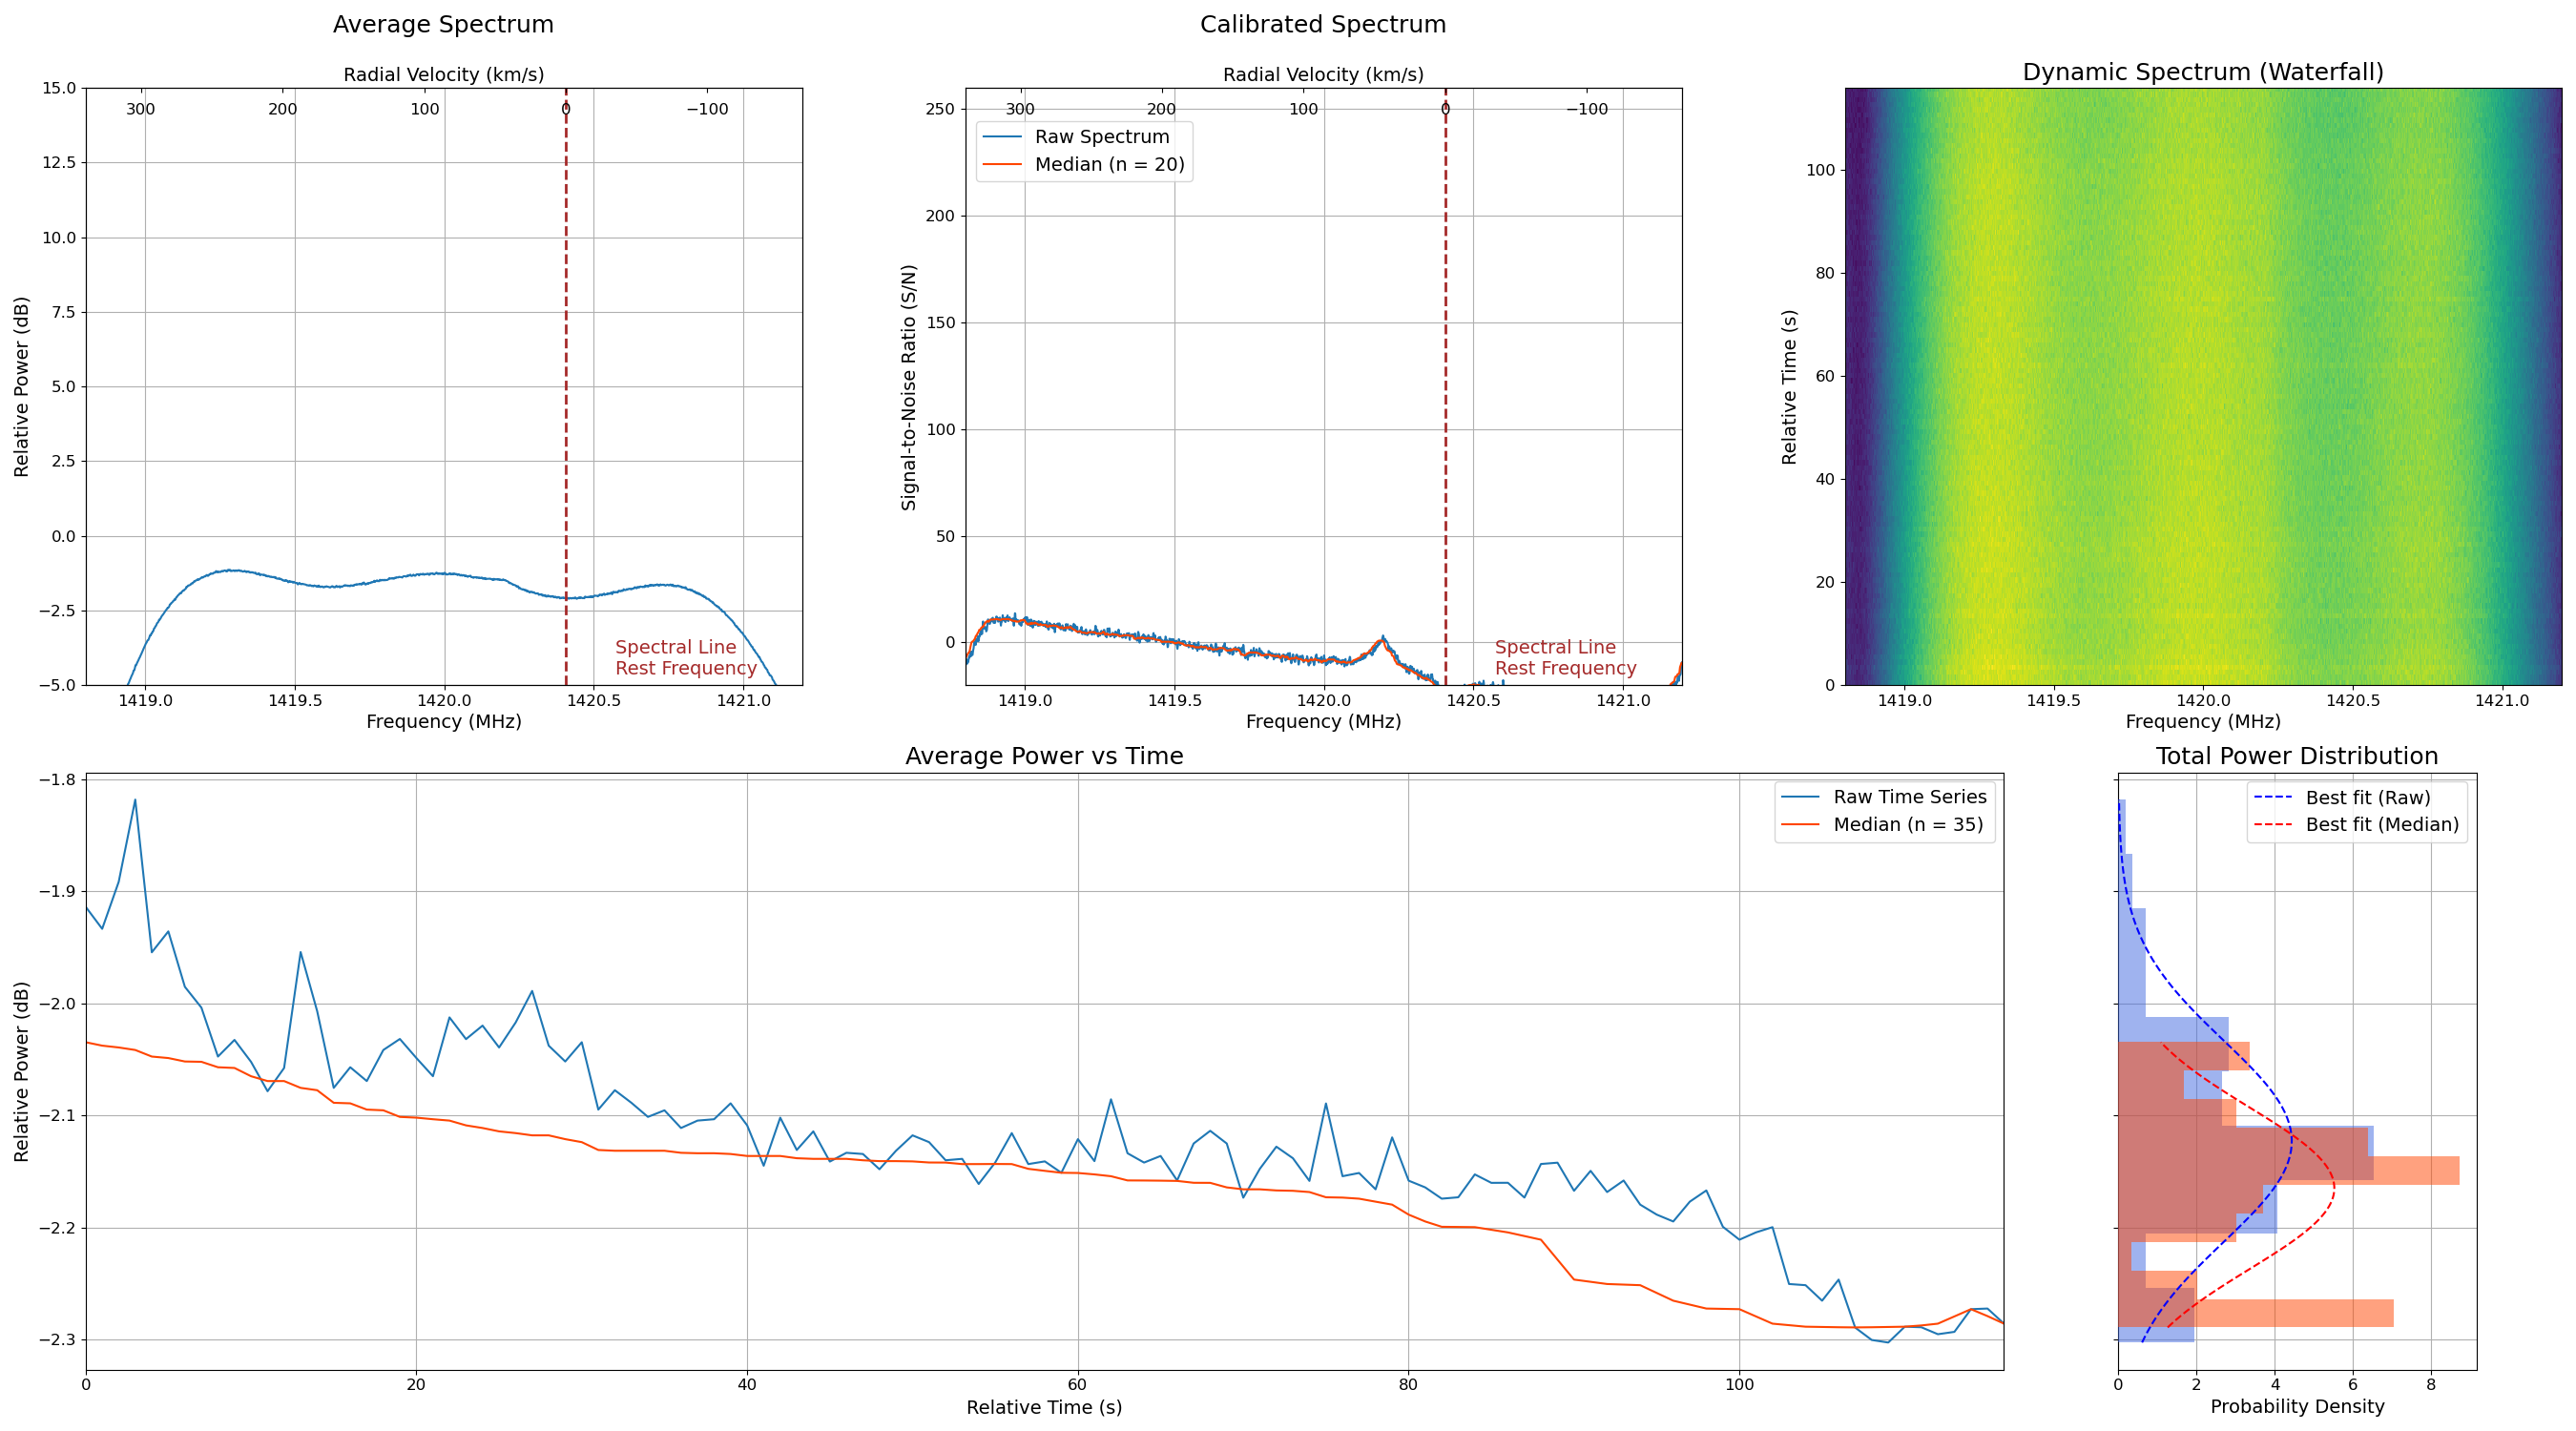 Average Spectrum
Radial Velocity (km/s)
300 200 100 0 −100
15.0
12.5
10.0
7.5
5.0
2.5
0.0
−2.5
−5.0
Relative Power (dB)
Spectral Line
Rest Frequency
1419.0 1419.5 1420.0 1420.5 1421.0
Frequency (MHz)
Calibrated Spectrum
Radial Velocity (km/s)
300 200 100 0 −100
Raw Spectrum
Median (n = 20)
250
200
150
100
50
0
Signal-to-Noise Ratio (S/N)
Spectral Line
Rest Frequency
1419.0 1419.5 1420.0 1420.5 1421.0
Frequency (MHz)
Dynamic Spectrum (Waterfall)
100
80
60
40
20
0
Relative Time (s)
1419.0 1419.5 1420.0 1420.5 1421.0
Frequency (MHz)
Average Power vs Time
Raw Time Series
Median (n = 35)
−1.8
−1.9
−2.0
−2.1
−2.2
−2.3
Relative Power (dB)
0 20 40 60 80 100
Relative Time (s)
Total Power Distribution
Best fit (Raw)
Best fit (Median)
0 2 4 6 8
Probability Density